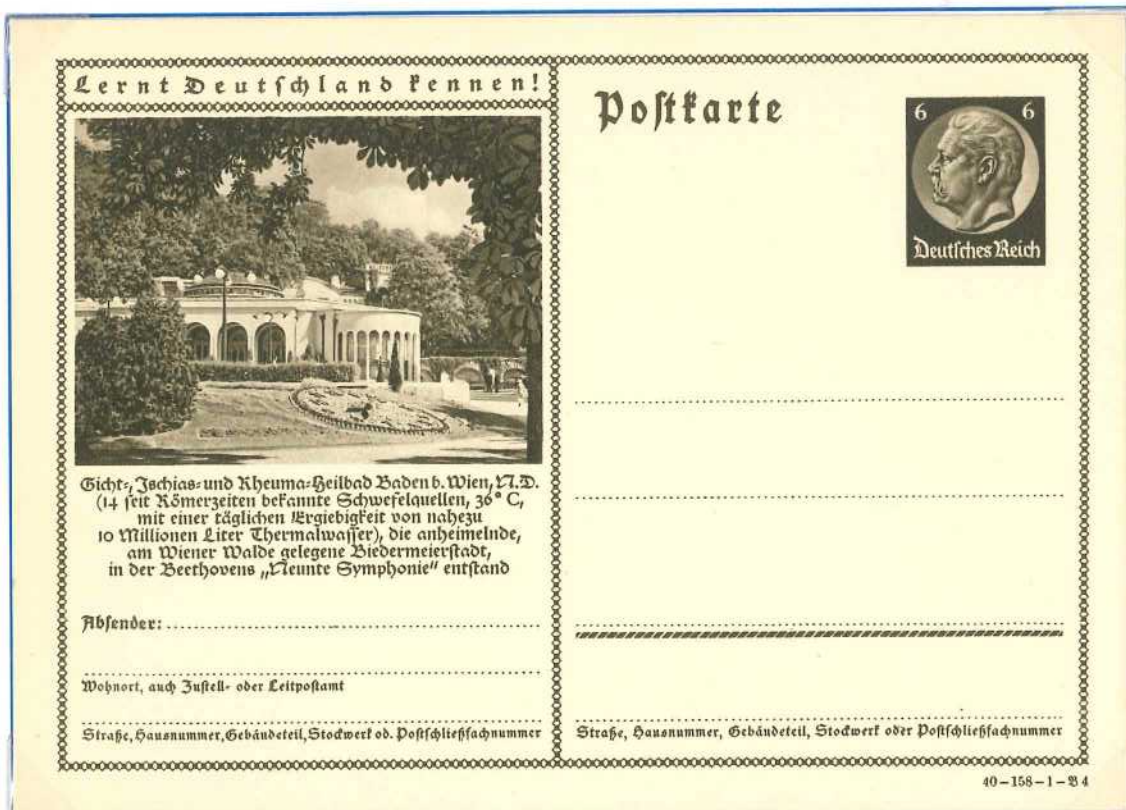 Lernt Deutſchland kennen!
Gicht-, Iſchias- und Rheuma-Heilbad Baden b. Wien, N.D.
(14 ſeit Römerzeiten bekannte Schwefelquellen, 36° C,
mit einer täglichen Ergiebigkeit von nahezu
10 Millionen Liter Thermalwaſſer), die anheimelnde,
am Wiener Walde gelegene Biedermeierſtadt,
in der Beethovens „Neunte Symphonie" entſtand
Abſender:
Wohnort, auch Zuſtell- oder Leitpoſtamt
Straße, Hausnummer, Gebäudeteil, Stockwerk od. Poſtſchließfachnummer
Poſtkarte
6 6
Deutſches Reich
Straße, Hausnummer, Gebäudeteil, Stockwerk oder Poſtſchließfachnummer
40-158-1-B 4